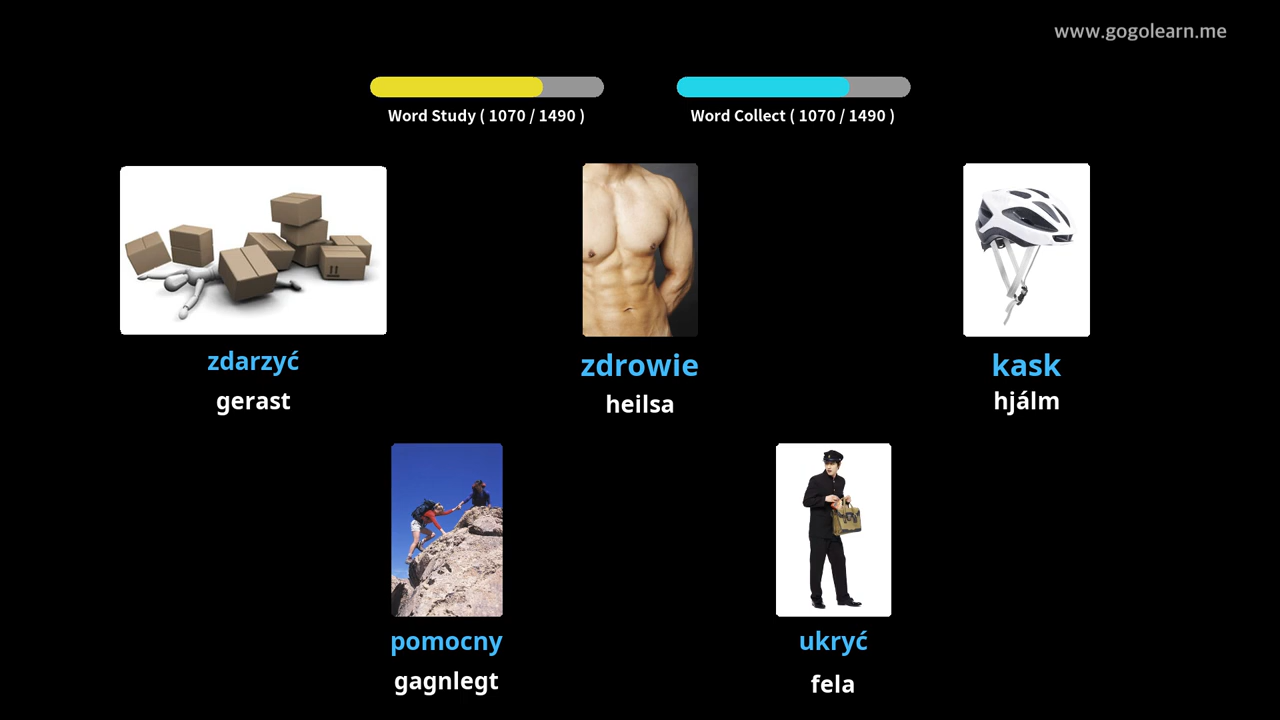 www.gogolearn.me
Word Study ( 1070 / 1490 )
Word Collect ( 1070 / 1490 )
zdarzyć
gerast
zdrowie
heilsa
kask
hjálm
pomocny
gagnlegt
ukryć
fela